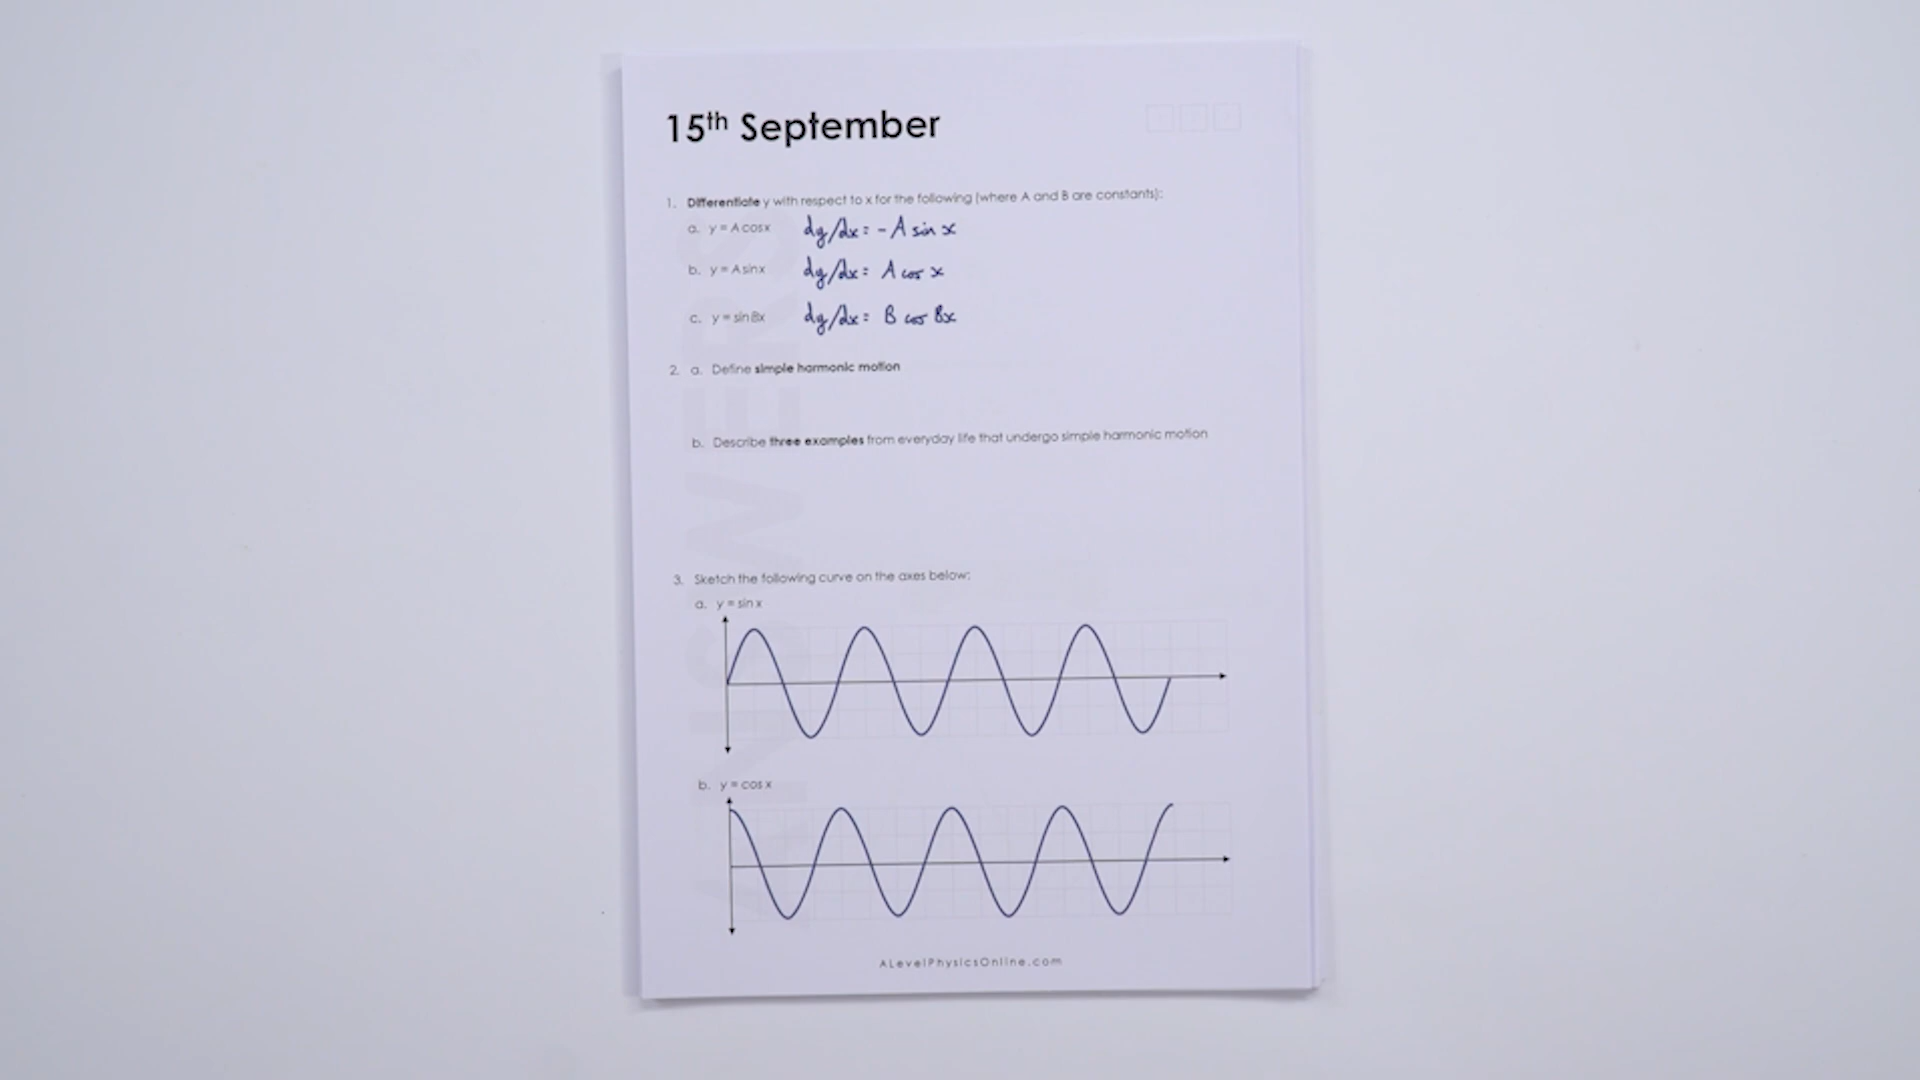 15th September
1. Differentiate y with respect to x for the following (where A and B are constants):
a. y = A cos x dy/dx = - A sin x
b. y = A sin x dy/dx = A cos x
c. y = sin Bx dy/dx = B cos Bx
2. a. Define simple harmonic motion
b. Describe three examples from everyday life that undergo simple harmonic motion
3. Sketch the following curve on the axes below:
a. y = sin x
b. y = cos x
ALevelPhysicsOnline.com
ANSWERS